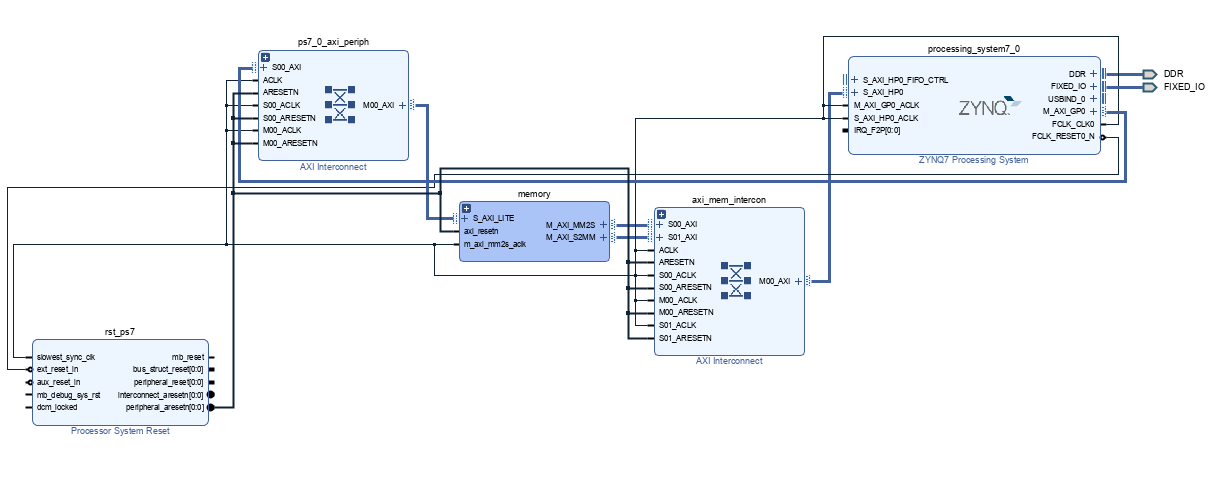 ps7_0_axi_periph
S00_AXI
ACLK
ARESETN
S00_ACLK
S00_ARESETN
M00_ACLK
M00_ARESETN
M00_AXI
AXI Interconnect
processing_system7_0
S_AXI_HP0_FIFO_CTRL
S_AXI_HP0
M_AXI_GP0_ACLK
S_AXI_HP0_ACLK
IRQ_F2P[0:0]
ZYNQ
DDR
FIXED_IO
USBIND_0
M_AXI_GP0
FCLK_CLK0
FCLK_RESET0_N
ZYNQ7 Processing System
DDR
FIXED_IO
memory
S_AXI_LITE
axi_resetn
m_axi_mm2s_aclk
M_AXI_MM2S
M_AXI_S2MM
axi_mem_intercon
S00_AXI
S01_AXI
ACLK
ARESETN
S00_ACLK
S00_ARESETN
M00_ACLK
M00_ARESETN
S01_ACLK
S01_ARESETN
M00_AXI
AXI Interconnect
rst_ps7
slowest_sync_clk
ext_reset_in
aux_reset_in
mb_debug_sys_rst
dcm_locked
mb_reset
bus_struct_reset[0:0]
peripheral_reset[0:0]
interconnect_aresetn[0:0]
peripheral_aresetn[0:0]
Processor System Reset